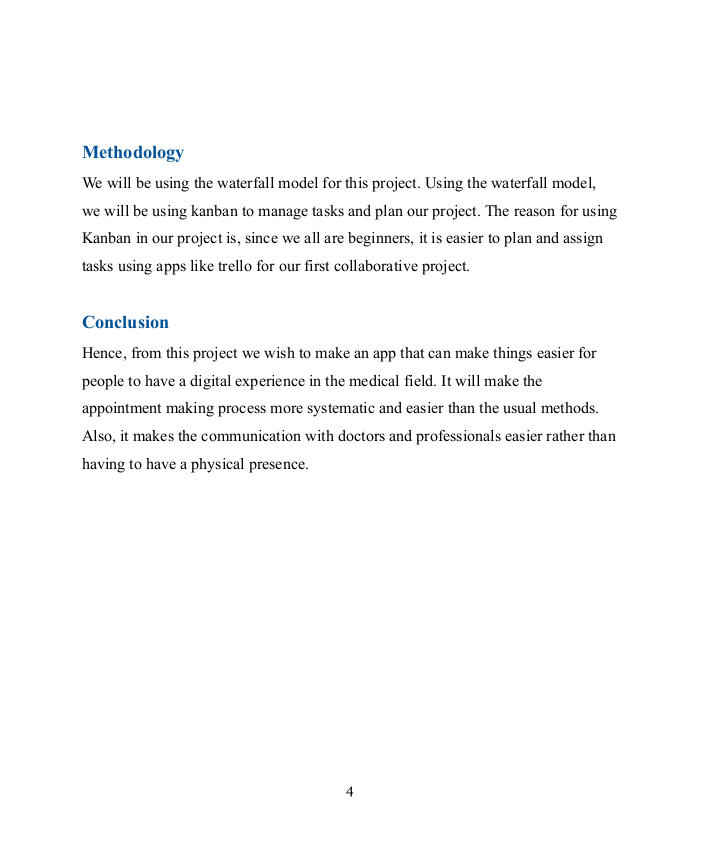 Methodology
We will be using the waterfall model for this project. Using the waterfall model,
we will be using kanban to manage tasks and plan our project. The reason for using
Kanban in our project is, since we all are beginners, it is easier to plan and assign
tasks using apps like trello for our first collaborative project.
Conclusion
Hence, from this project we wish to make an app that can make things easier for
people to have a digital experience in the medical field. It will make the
appointment making process more systematic and easier than the usual methods.
Also, it makes the communication with doctors and professionals easier rather than
having to have a physical presence.
4